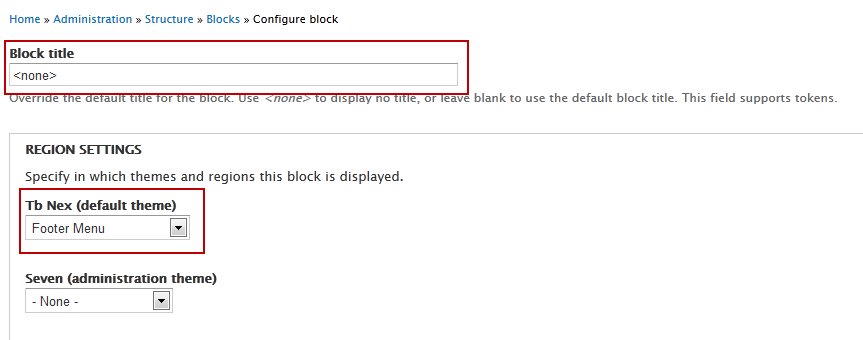 Home » Administration » Structure » Blocks » Configure block
Block title
<none>
Override the default title for the block. Use <none> to display no title, or leave blank to use the default block title. This field supports tokens.
REGION SETTINGS
Specify in which themes and regions this block is displayed.
Tb Nex (default theme)
Footer Menu
Seven (administration theme)
- None -